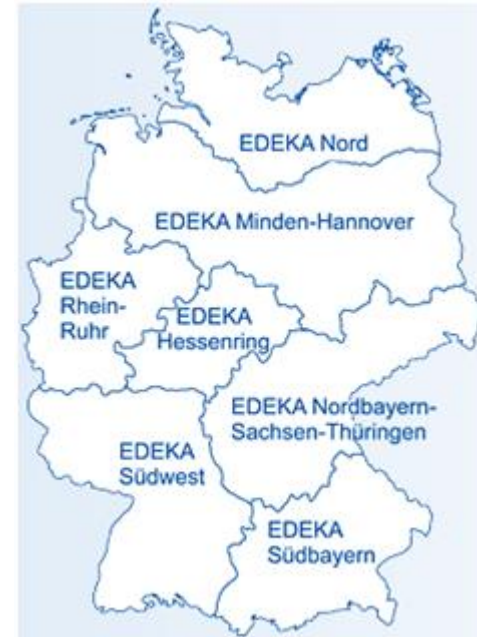 EDEKA Nord
EDEKA Minden-Hannover
EDEKA
Rhein-
Ruhr
EDEKA
Hessenring
EDEKA Nordbayern-
Sachsen-Thüringen
EDEKA
Südwest
EDEKA
Südbayern